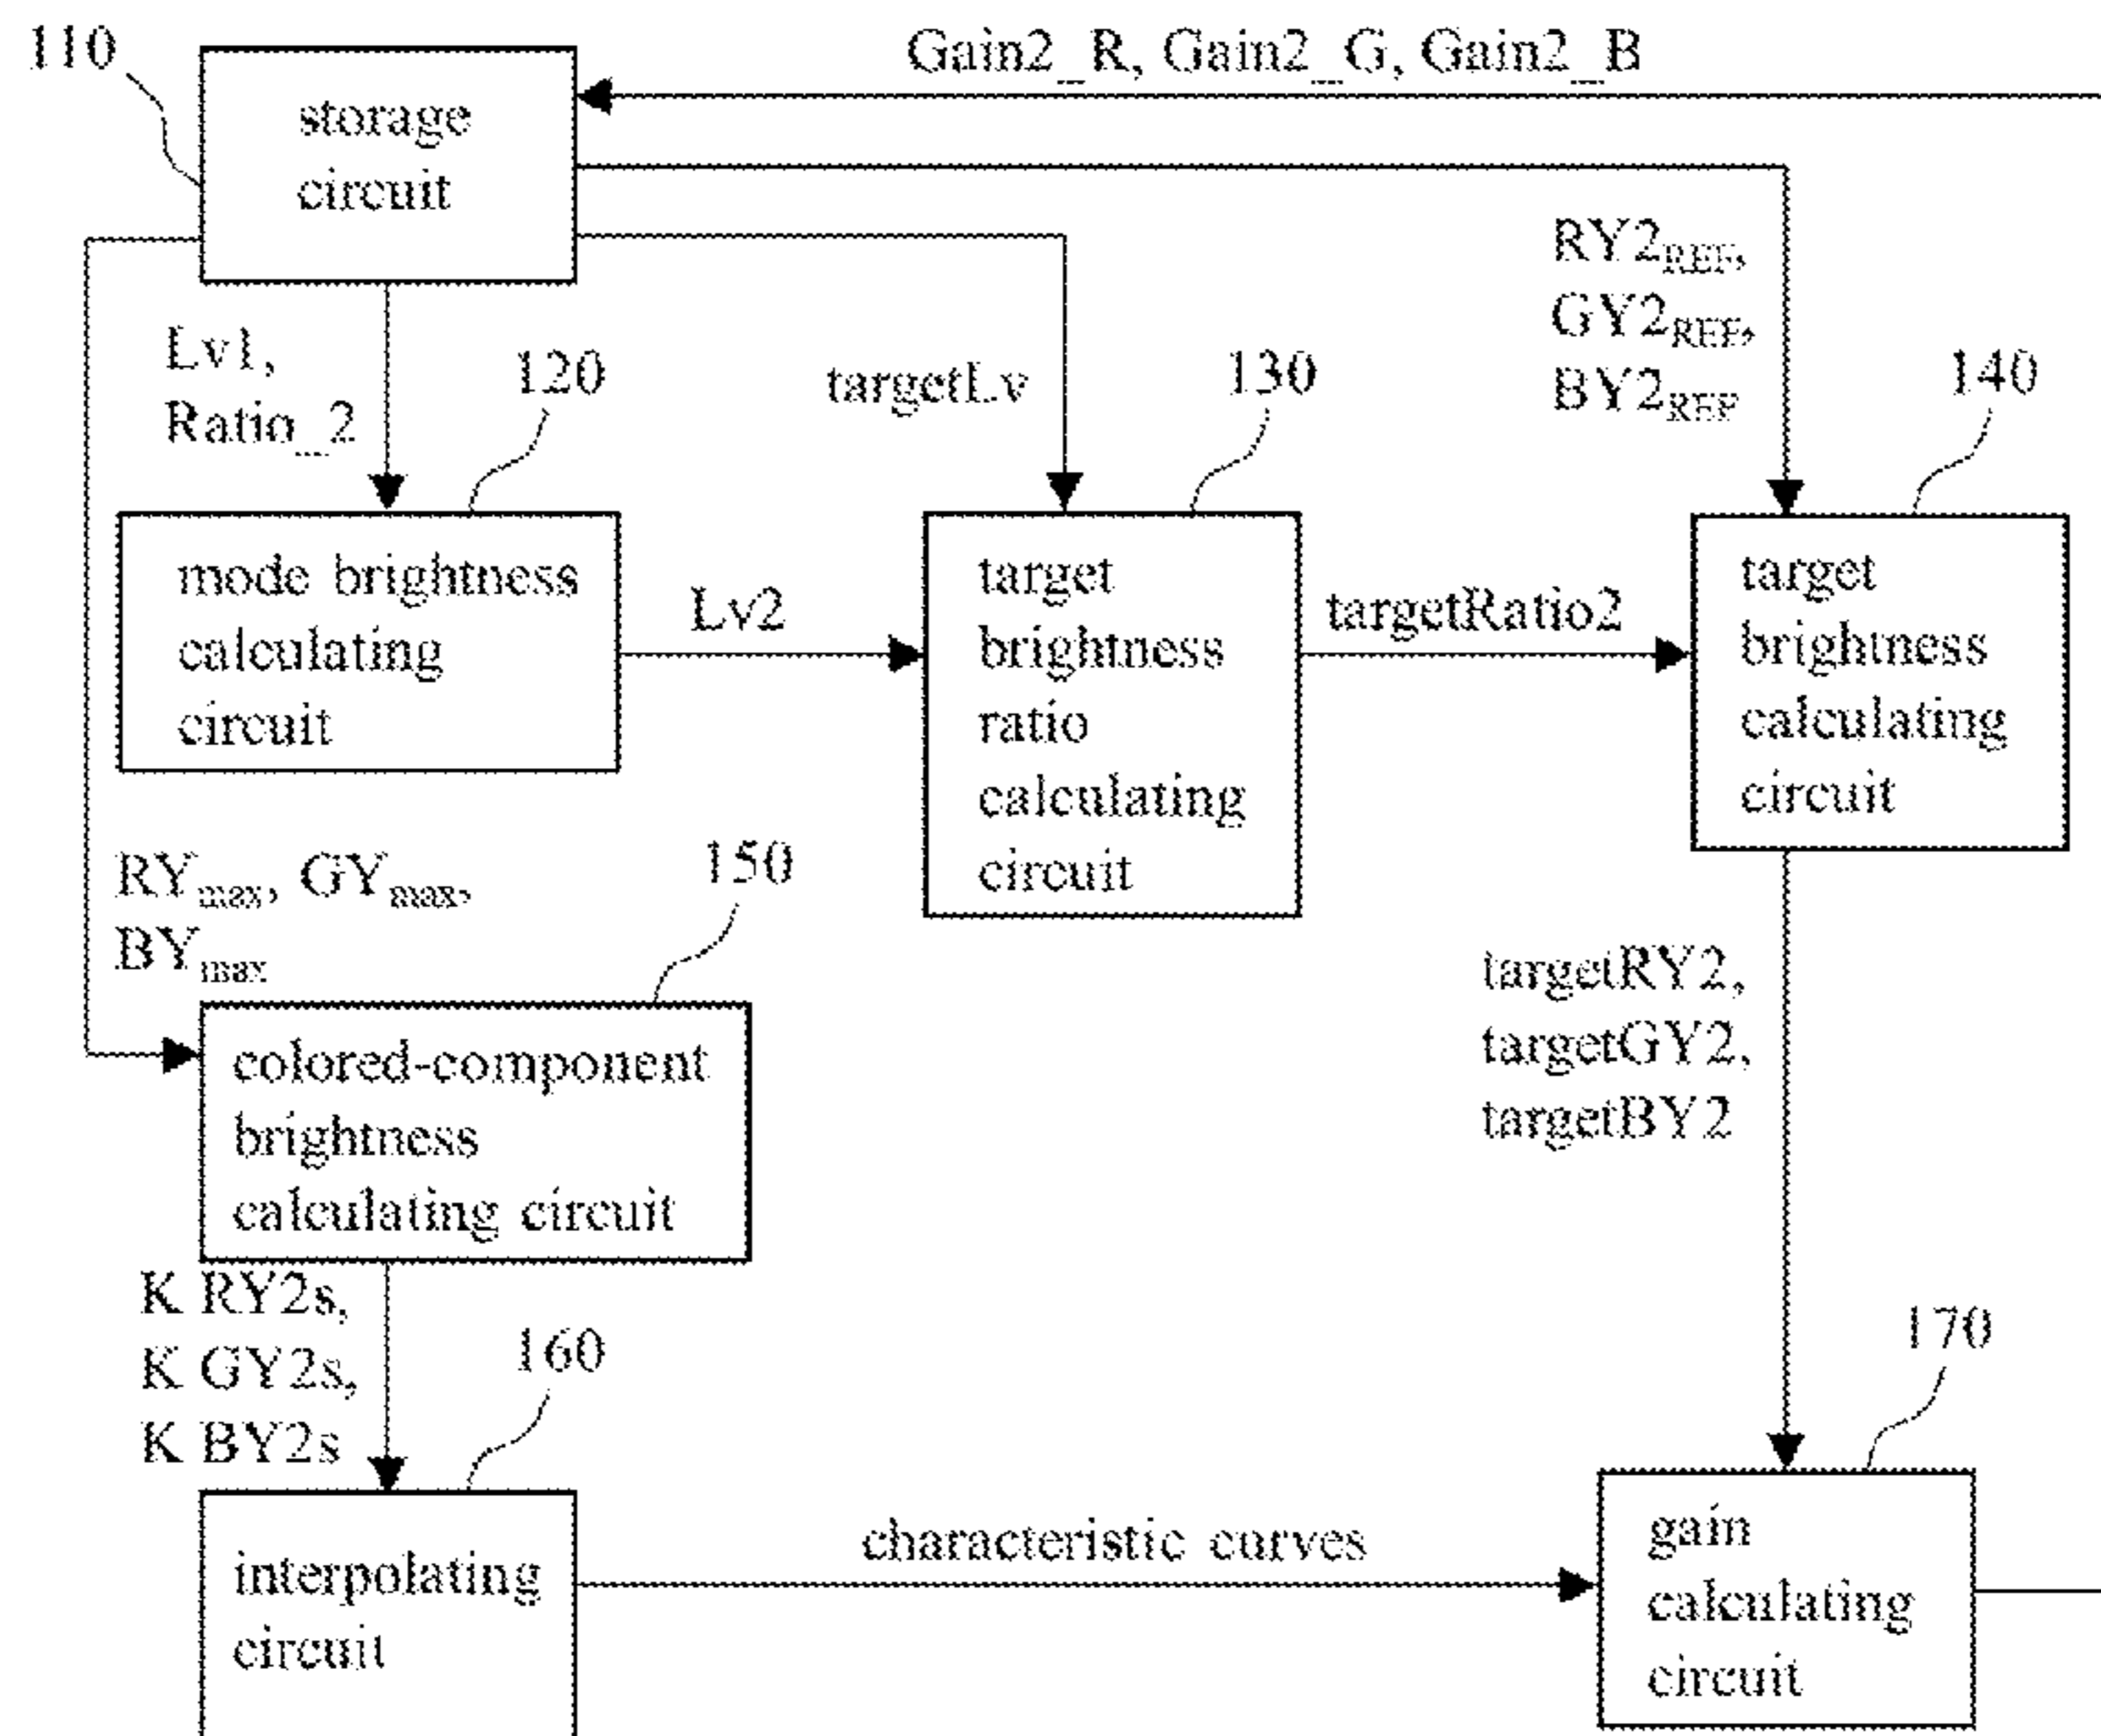 110
Gain2_R, Gain2_G, Gain2_B
storage
circuit
RY2REF,
GY2REF,
BY2REF
Lv1,
Ratio_2
120
targetLv
130
140
mode brightness
calculating
circuit
Lv2
target
brightness
ratio
calculating
circuit
targetRatio2
target
brightness
calculating
circuit
RYmax, GYmax,
BYmax
150
colored-component
brightness
calculating circuit
targetRY2,
targetGY2,
targetBY2
K RY2s,
K GY2s,
K BY2s
160
170
interpolating
circuit
characteristic curves
gain
calculating
circuit